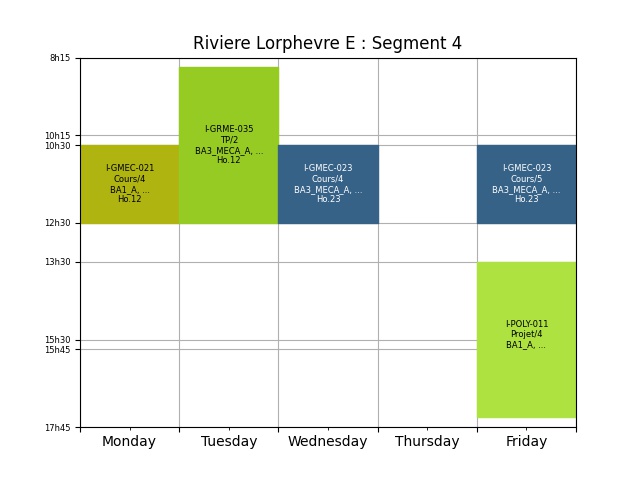 Riviere Lorphevre E : Segment 4
8h15
10h15
10h30
12h30
13h30
15h30
15h45
17h45
I-GMEC-021
Cours/4
BA1_A, ...
Ho.12
I-GRME-035
TP/2
BA3_MECA_A, ...
Ho.12
I-GMEC-023
Cours/4
BA3_MECA_A, ...
Ho.23
I-GMEC-023
Cours/5
BA3_MECA_A, ...
Ho.23
I-POLY-011
Projet/4
BA1_A, ...
Monday
Tuesday
Wednesday
Thursday
Friday